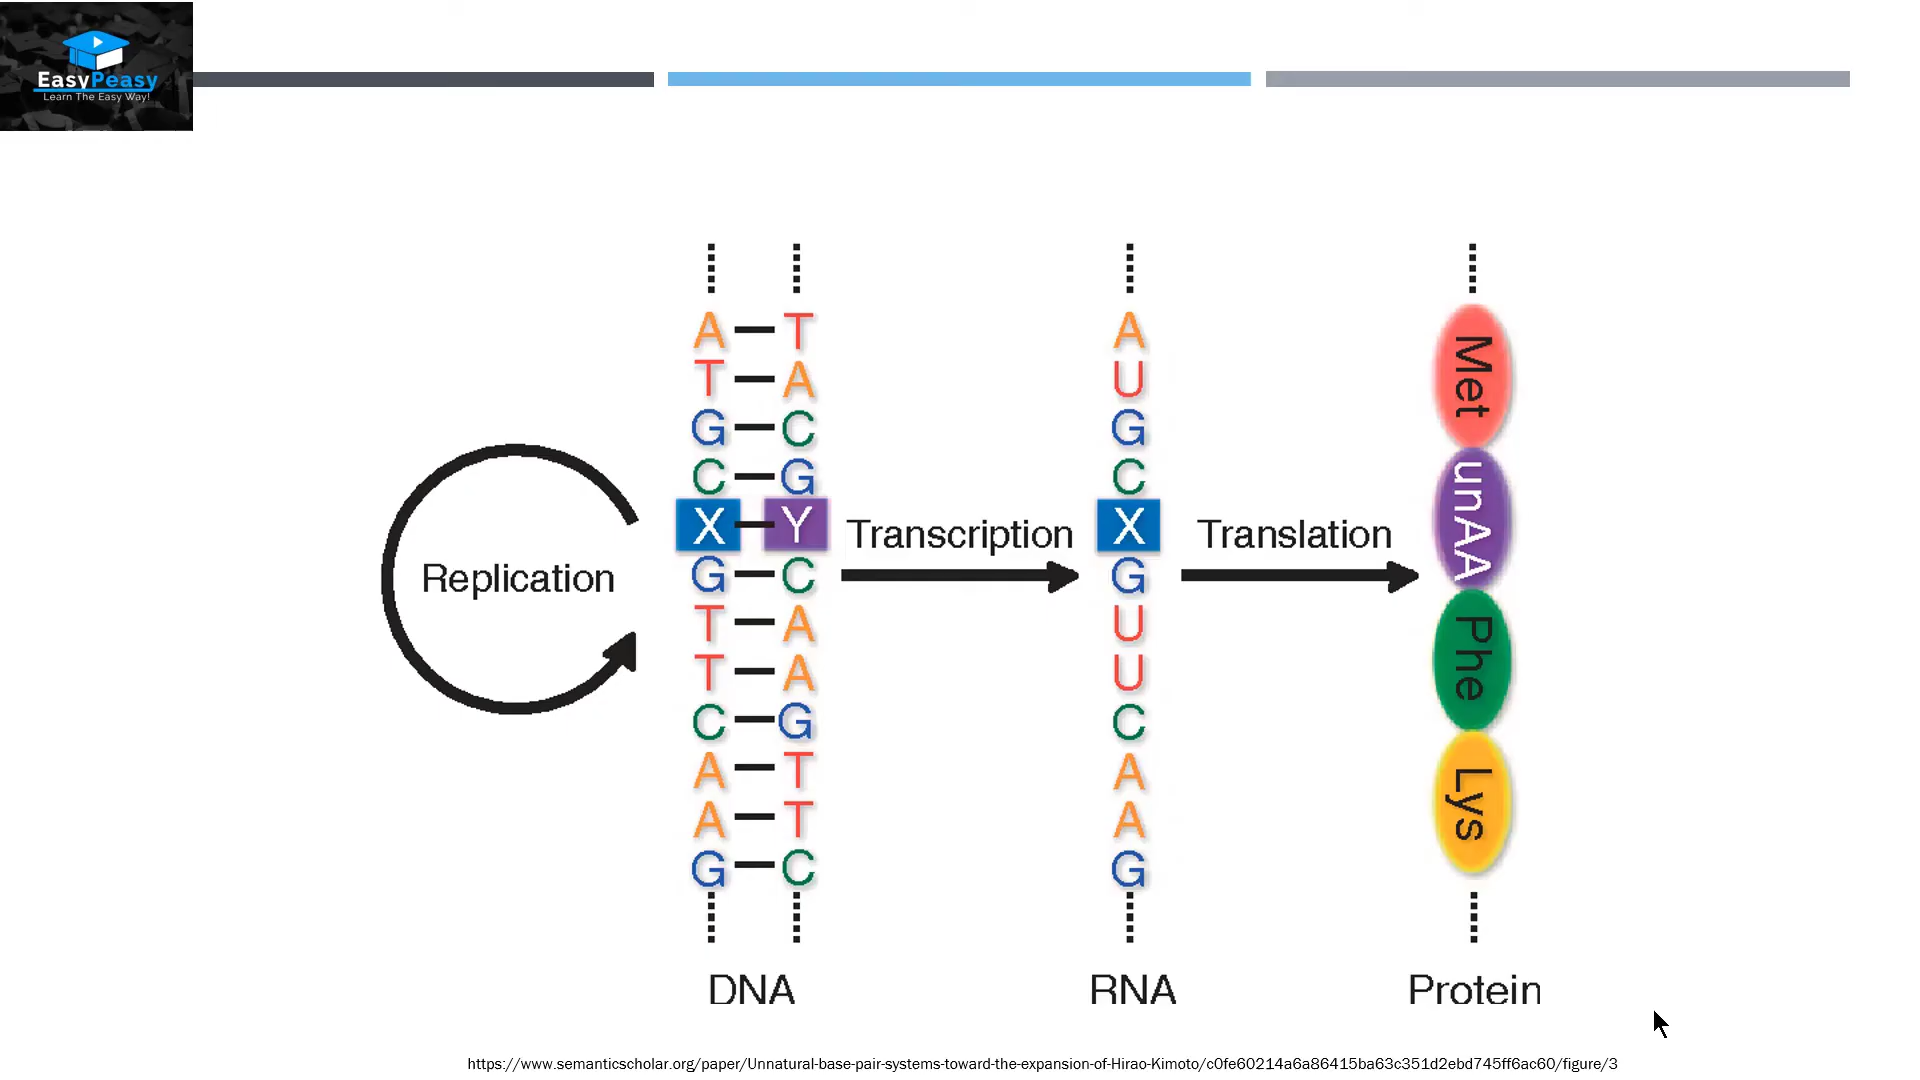 EasyPeasy
Learn The Easy Way!
A T A
T A U
G C G
C G C
X Y X
G C G
T A U
T A U
C G C
A T A
A T A
G C G
Replication
Transcription
Translation
Met
unAA
Phe
Lys
DNA
RNA
Protein
https://www.semanticscholar.org/paper/Unnatural-base-pair-systems-toward-the-expansion-of-Hirao-Kimoto/c0fe60214a6a86415ba63c351d2ebd745ff6ac60/figure/3